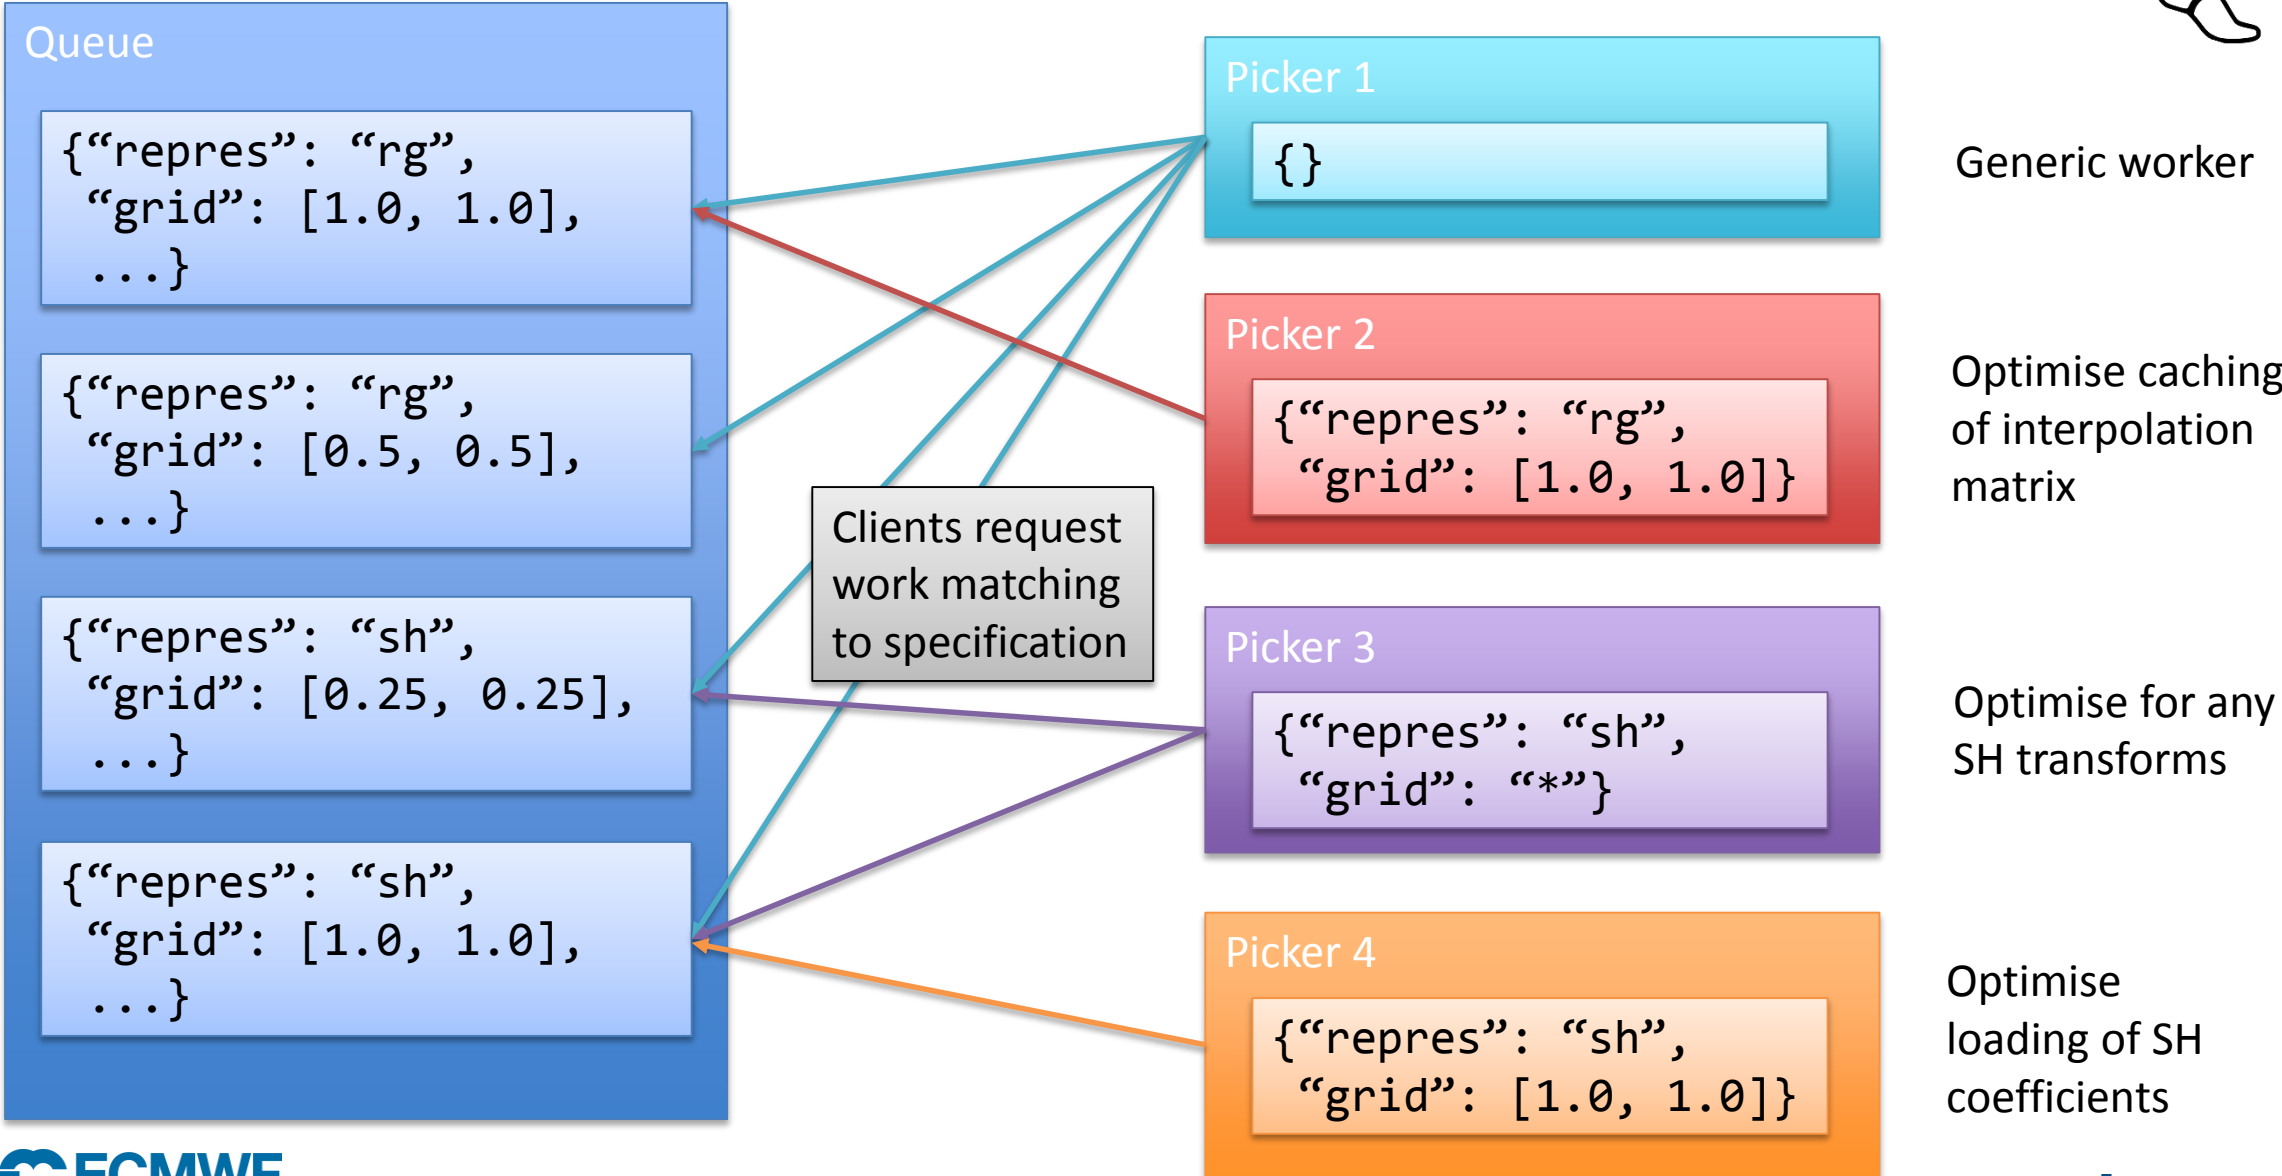 Queue
{“repres”: “rg”,
“grid”: [1.0, 1.0],
...}
{“repres”: “rg”,
“grid”: [0.5, 0.5],
...}
{“repres”: “sh”,
“grid”: [0.25, 0.25],
...}
{“repres”: “sh”,
“grid”: [1.0, 1.0],
...}
Clients request
work matching
to specification
Picker 1
{}
Generic worker
Picker 2
{“repres”: “rg”,
“grid”: [1.0, 1.0]}
Optimise caching
of interpolation
matrix
Picker 3
{“repres”: “sh”,
“grid”: “*”}
Optimise for any
SH transforms
Picker 4
{“repres”: “sh”,
“grid”: [1.0, 1.0]}
Optimise
loading of SH
coefficients
ECMWF